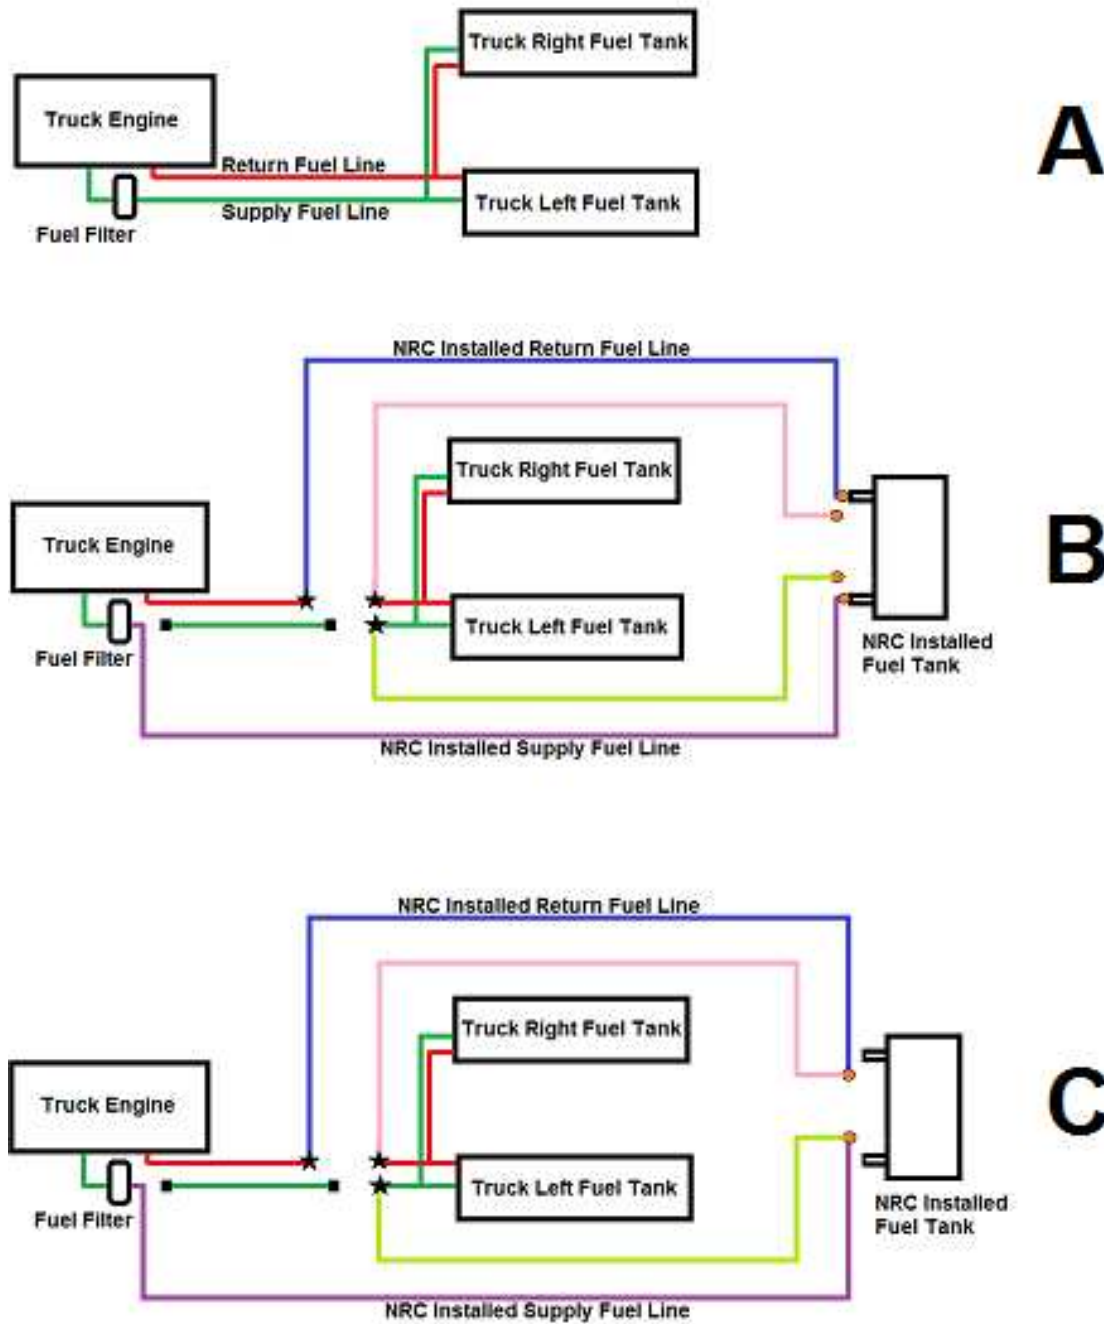 Truck Right Fuel Tank
Truck Engine
A
Return Fuel Line
Truck Left Fuel Tank
Supply Fuel Line
Fuel Filter
NRC Installed Return Fuel Line
Truck Right Fuel Tank
Truck Engine
B
Truck Left Fuel Tank
Fuel Filter
NRC Installed
Fuel Tank
NRC Installed Supply Fuel Line
NRC Installed Return Fuel Line
Truck Right Fuel Tank
Truck Engine
C
Truck Left Fuel Tank
Fuel Filter
NRC Installed
Fuel Tank
NRC Installed Supply Fuel Line